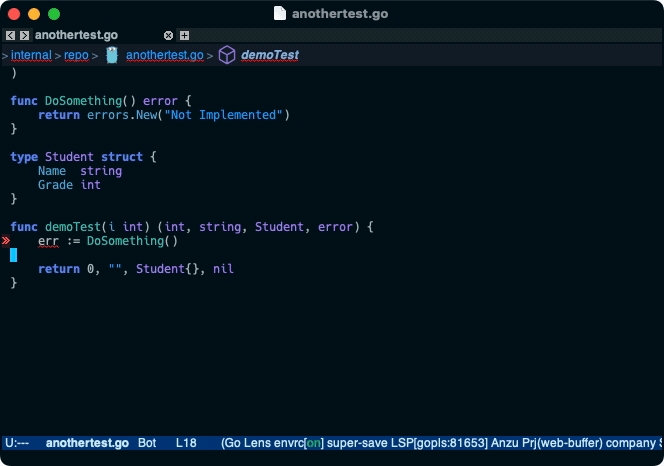 anothertest.go
anothertest.go
> internal > repo > anothertest.go > demoTest
)
func DoSomething() error {
    return errors.New("Not Implemented")
}
type Student struct {
    Name  string
    Grade int
}
func demoTest(i int) (int, string, Student, error) {
    err := DoSomething()
    return 0, "", Student{}, nil
}
U:--- anothertest.go Bot L18 (Go Lens envrc[on] super-save LSP[gopls:81653] Anzu Prj(web-buffer) company S